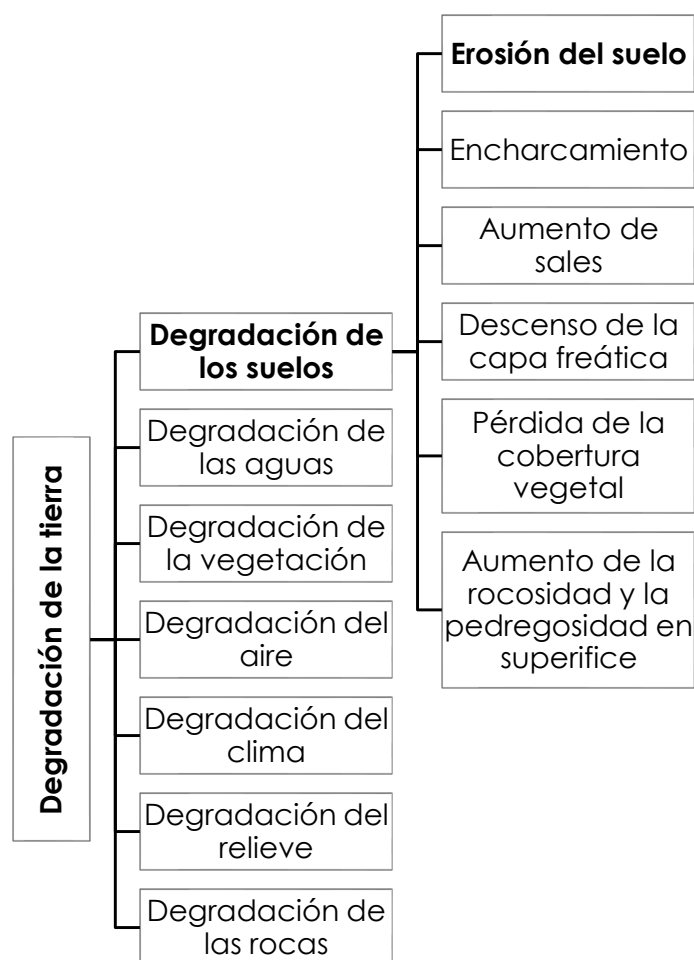 Degradación de la tierra
Degradación de
los suelos
Degradación de
las aguas
Degradación de
la vegetación
Degradación del
aire
Degradación del
clima
Degradación del
relieve
Degradación de
las rocas
Erosión del suelo
Encharcamiento
Aumento de
sales
Descenso de la
capa freática
Pérdida de la
cobertura
vegetal
Aumento de la
rocosidad y la
pedregosidad en
superifice